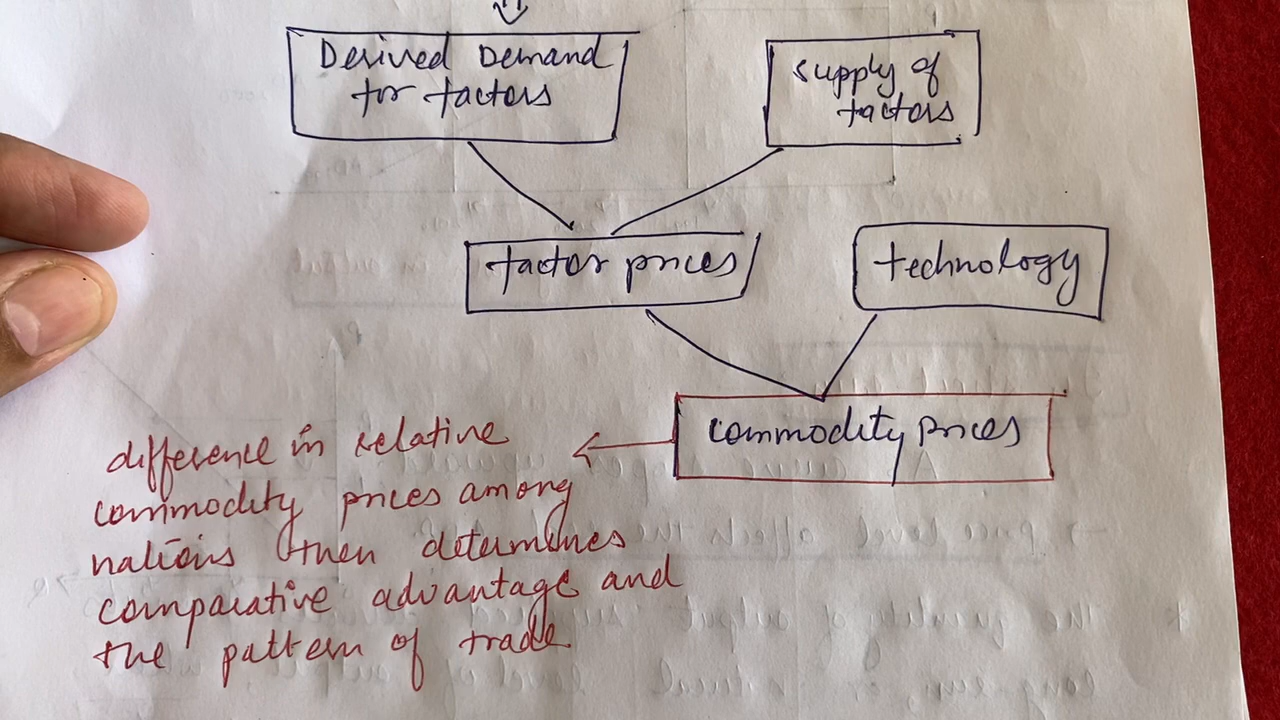 Derived Demand
for factors
supply of
factors
factor prices
technology
commodity prices
difference in relative
commodity prices among
nations then determines
comparative advantage and
the pattern of trade